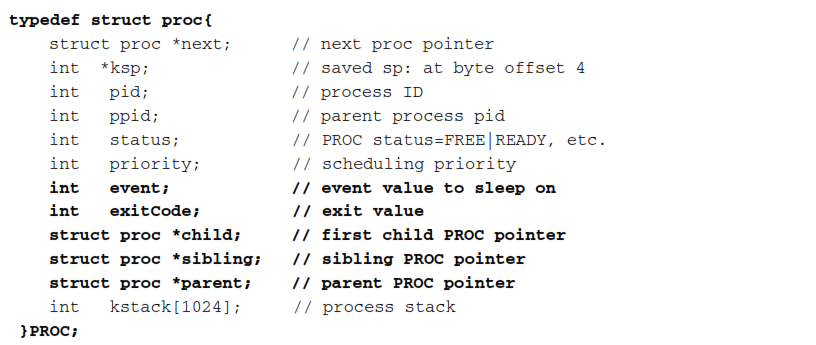 typedef struct proc{
    struct proc *next;      // next proc pointer
    int  *ksp;              // saved sp: at byte offset 4
    int   pid;              // process ID
    int   ppid;             // parent process pid
    int   status;           // PROC status=FREE|READY, etc.
    int   priority;         // scheduling priority
    int   event;            // event value to sleep on
    int   exitCode;         // exit value
    struct proc *child;     // first child PROC pointer
    struct proc *sibling;   // sibling PROC pointer
    struct proc *parent;    // parent PROC pointer
    int   kstack[1024];     // process stack
 }PROC;